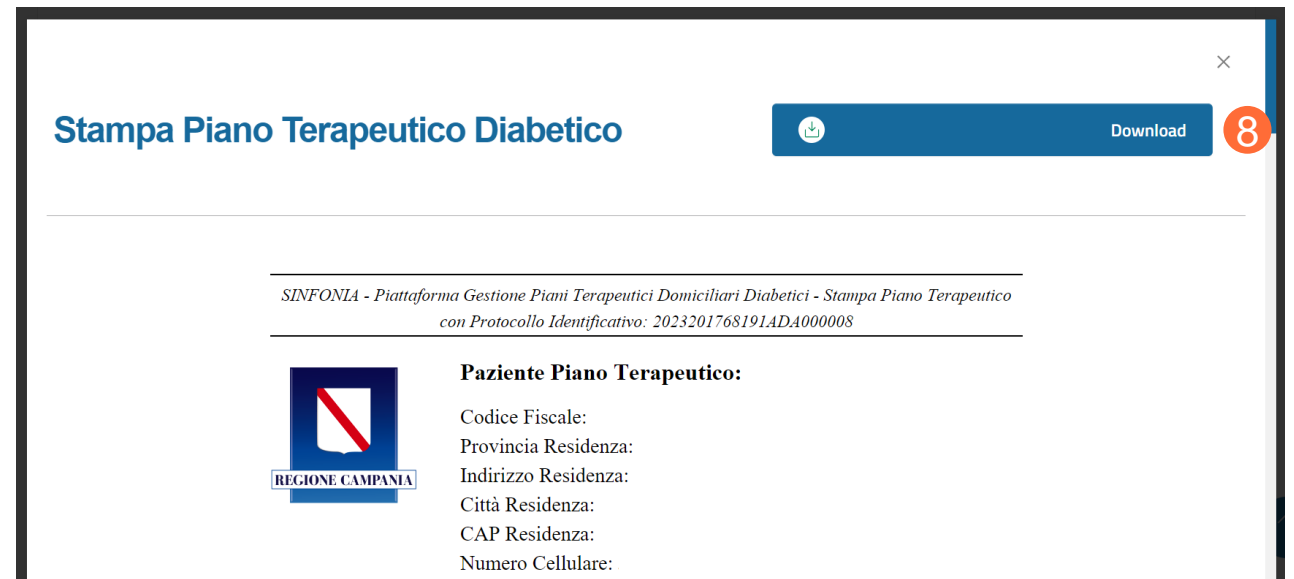 Stampa Piano Terapeutico Diabetico
Download
8
SINFONIA - Piattaforma Gestione Piani Terapeutici Domiciliari Diabetici - Stampa Piano Terapeutico
con Protocollo Identificativo: 2023201768191ADA000008
Paziente Piano Terapeutico:
Codice Fiscale:
Provincia Residenza:
REGIONE CAMPANIA
Indirizzo Residenza:
Città Residenza:
CAP Residenza:
Numero Cellulare: